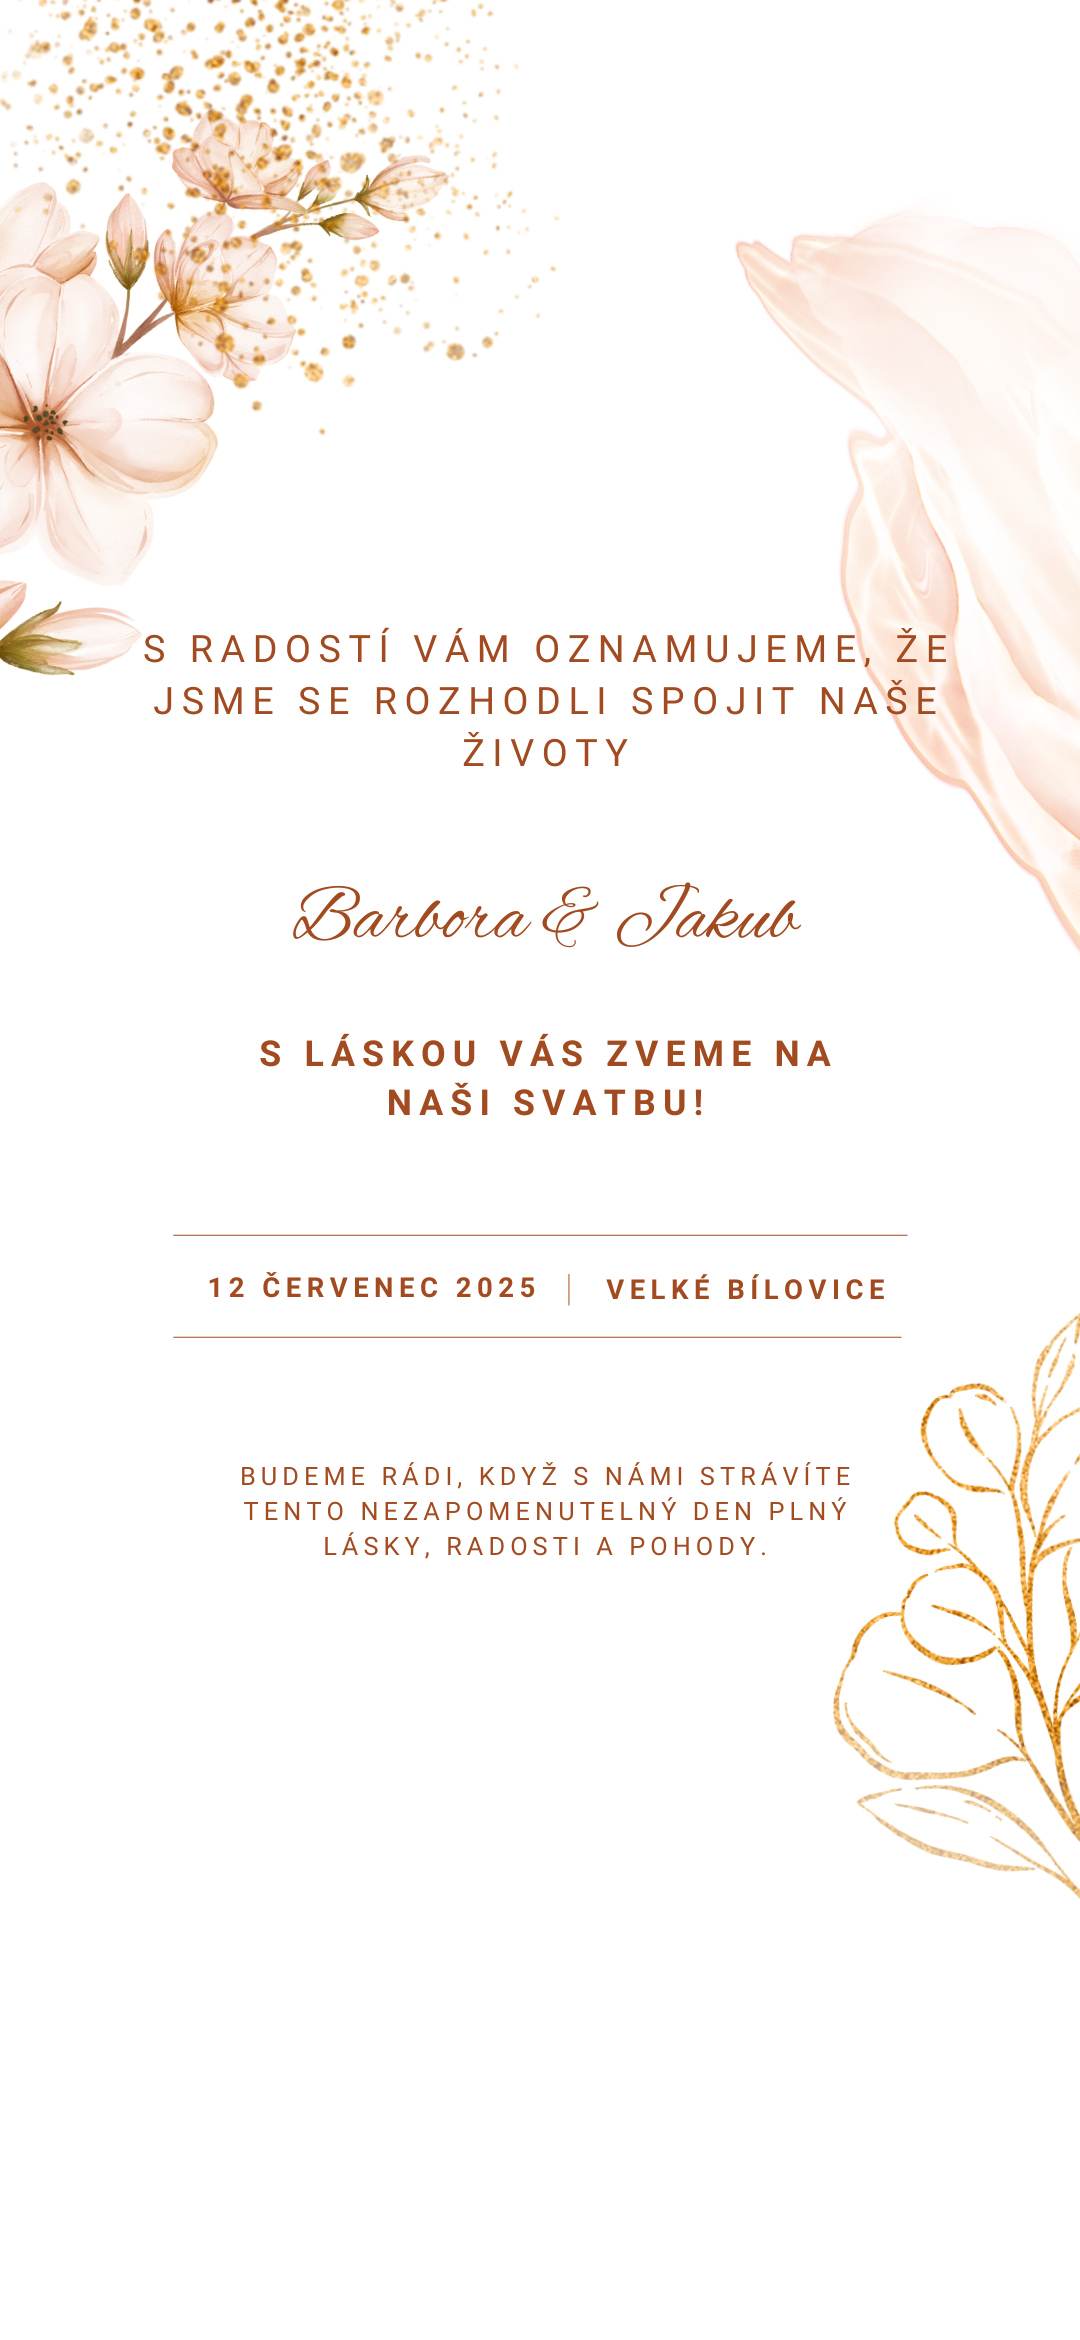 S RADOSTÍ VÁM OZNAMUJEME, ŽE
JSME SE ROZHODLI SPOJIT NAŠE
ŽIVOTY
Barbora & Jakub
S LÁSKOU VÁS ZVEME NA
NAŠI SVATBU!
12 ČERVENEC 2025 | VELKÉ BÍLOVICE
BUDEME RÁDI, KDYŽ S NÁMI STRÁVÍTE
TENTO NEZAPOMENUTELNÝ DEN PLNÝ
LÁSKY, RADOSTI A POHODY.